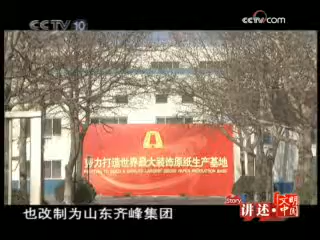 CCTV 10
CCTV.com
努力打造世界最大装饰原纸生产基地
也改制为山东齐峰集团
Story
讲述·文明中国